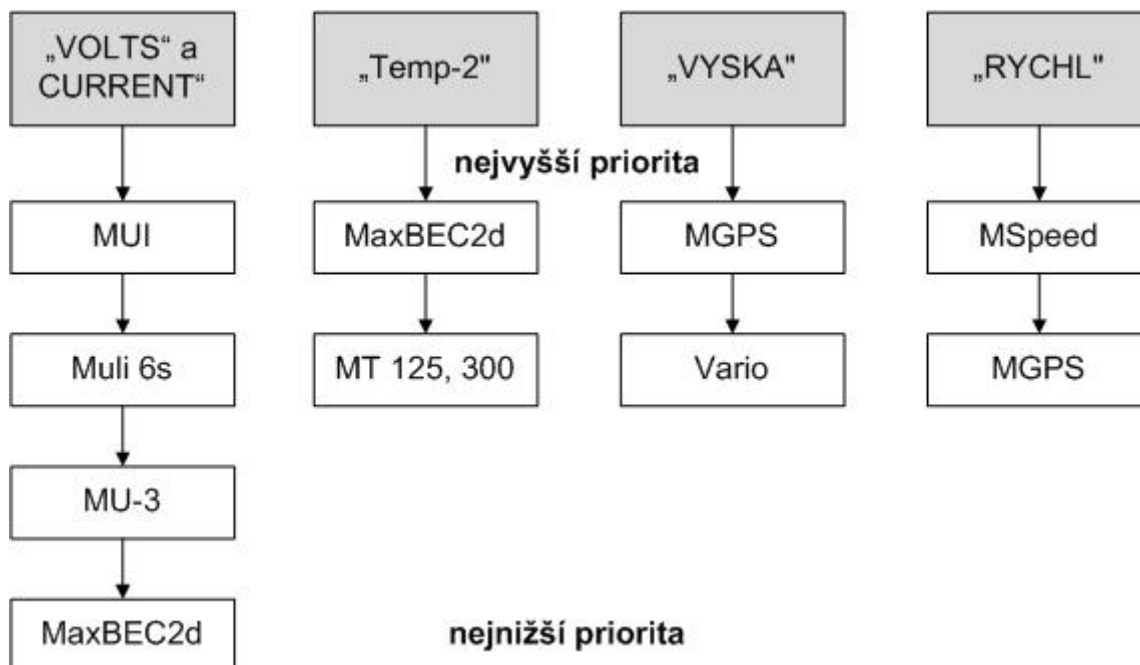 „VOLTS“ a
CURRENT“
„Temp-2"
„VYSKA"
„RYCHL"
nejvyšší priorita
MUI
MaxBEC2d
MGPS
MSpeed
Muli 6s
MT 125, 300
Vario
MGPS
MU-3
MaxBEC2d
nejnižší priorita